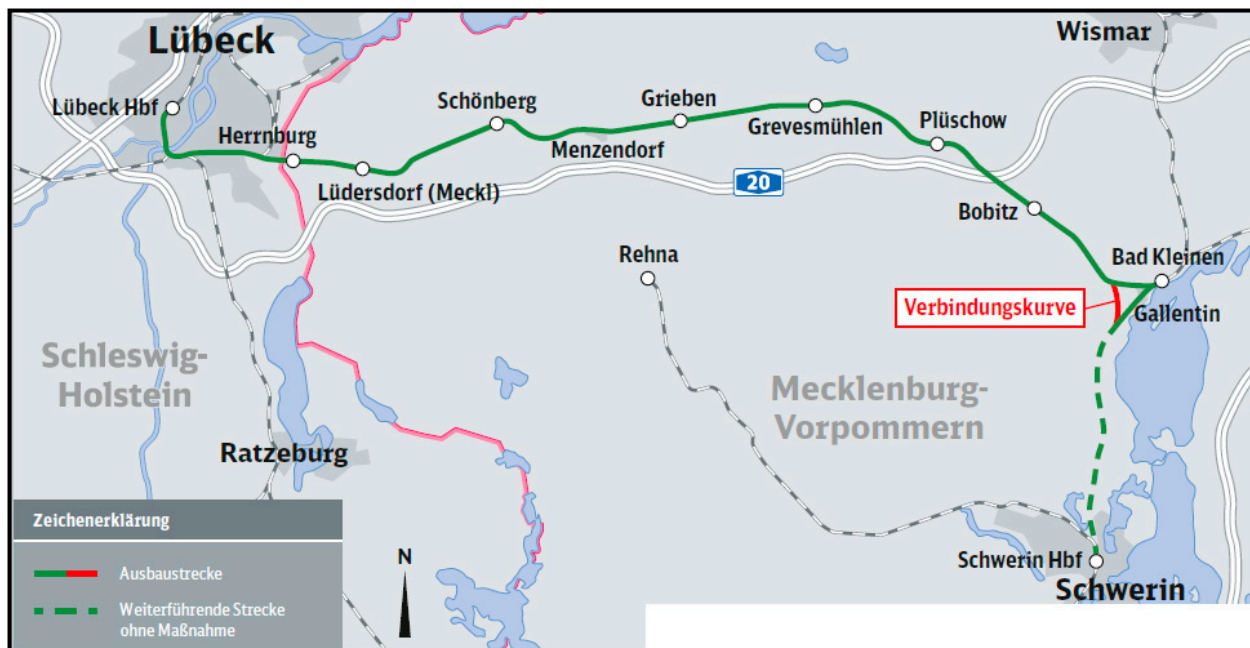 Lübeck
Wismar
Lübeck Hbf
Schönberg
Grieben
Herrnburg
Grevesmühlen
Plüschow
Menzendorf
Lüdersdorf (Meckl)
20
Bobitz
Rehna
Bad Kleinen
Verbindungskurve
Gallentin
Schleswig-
Holstein
Mecklenburg-
Vorpommern
Ratzeburg
Zeichenerklärung
N
Schwerin Hbf
Ausbaustrecke
Schwerin
Weiterführende Strecke
ohne Maßnahme